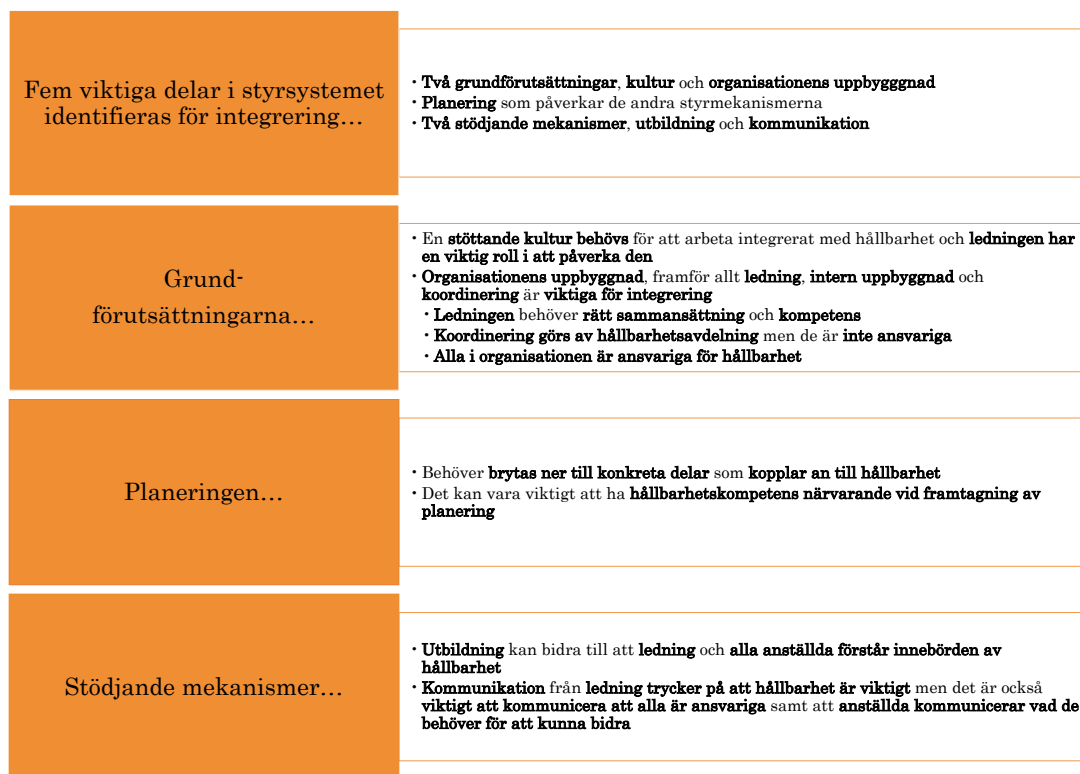 Fem viktiga delar i styrsystemet
identifieras för integrering…
• Två grundförutsättningar, kultur och organisationens uppbygggnad
• Planering som påverkar de andra styrmekanismerna
• Två stödjande mekanismer, utbildning och kommunikation
Grund-
förutsättningarna…
• En stöttande kultur behövs för att arbeta integrerat med hållbarhet och ledningen har
en viktig roll i att påverka den
• Organisationens uppbyggnad, framför allt ledning, intern uppbyggnad och
koordinering är viktiga för integrering
• Ledningen behöver rätt sammansättning och kompetens
• Koordinering görs av hållbarhetsavdelning men de är inte ansvariga
• Alla i organisationen är ansvariga för hållbarhet
Planeringen…
• Behöver brytas ner till konkreta delar som kopplar an till hållbarhet
• Det kan vara viktigt att ha hållbarhetskompetens närvarande vid framtagning av
planering
Stödjande mekanismer…
• Utbildning kan bidra till att ledning och alla anställda förstår innebörden av
hållbarhet
• Kommunikation från ledning trycker på att hållbarhet är viktigt men det är också
viktigt att kommunicera att alla är ansvariga samt att anställda kommunicerar vad de
behöver för att kunna bidra